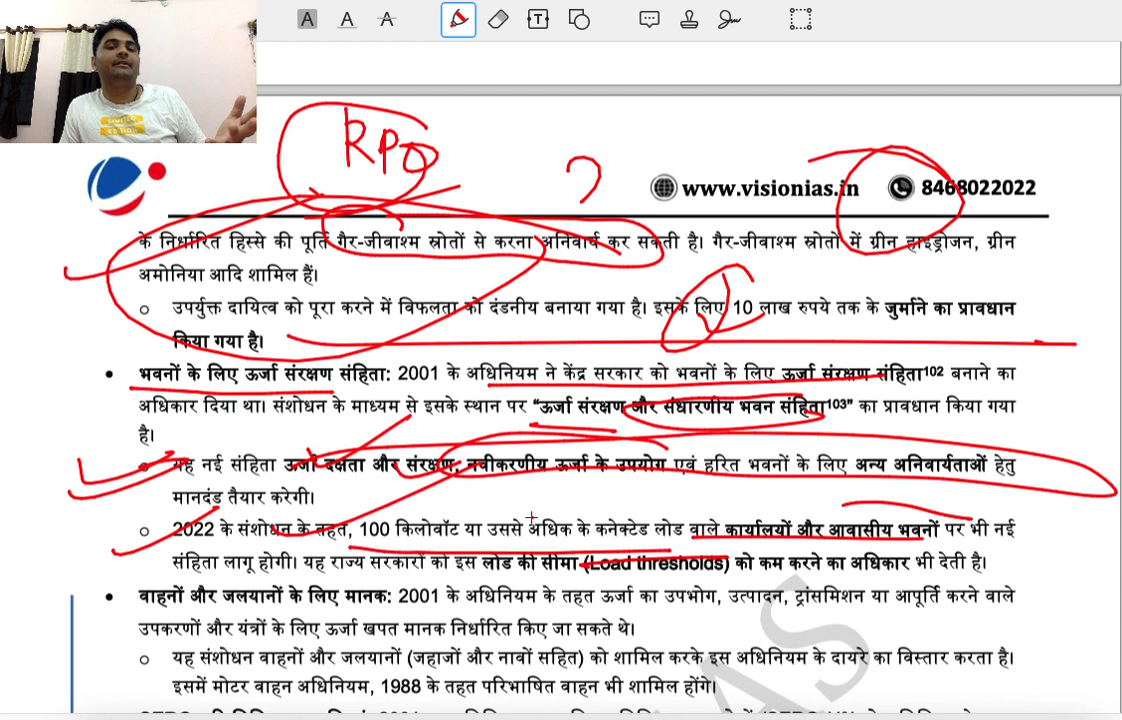 A A A T
RPO
?
www.visionias.in 8468022022
के निर्धारित हिस्से की पूर्ति गैर-जीवाश्म स्रोतों से करना अनिवार्य कर सकती है। गैर-जीवाश्म स्रोतों में ग्रीन हाइड्रोजन, ग्रीन
अमोनिया आदि शामिल हैं।
o उपर्युक्त दायित्व को पूरा करने में विफलता को दंडनीय बनाया गया है। इसके लिए 10 लाख रुपये तक के जुर्माने का प्रावधान
किया गया है।
• भवनों के लिए ऊर्जा संरक्षण संहिता: 2001 के अधिनियम ने केंद्र सरकार को भवनों के लिए ऊर्जा संरक्षण संहिता¹⁰² बनाने का
अधिकार दिया था। संशोधन के माध्यम से इसके स्थान पर “ऊर्जा संरक्षण और संधारणीय भवन संहिता¹⁰³” का प्रावधान किया गया
है।
o यह नई संहिता ऊर्जा दक्षता और संरक्षण, नवीकरणीय ऊर्जा के उपयोग एवं हरित भवनों के लिए अन्य अनिवार्यताओं हेतु
मानदंड तैयार करेगी।
o 2022 के संशोधन के तहत, 100 किलोवॉट या उससे अधिक के कनेक्टेड लोड वाले कार्यालयों और आवासीय भवनों पर भी नई
संहिता लागू होगी। यह राज्य सरकारों को इस लोड की सीमा (Load thresholds) को कम करने का अधिकार भी देती है।
• वाहनों और जलयानों के लिए मानक: 2001 के अधिनियम के तहत ऊर्जा का उपभोग, उत्पादन, ट्रांसमिशन या आपूर्ति करने वाले
उपकरणों और यंत्रों के लिए ऊर्जा खपत मानक निर्धारित किए जा सकते थे।
o यह संशोधन वाहनों और जलयानों (जहाजों और नावों सहित) को शामिल करके इस अधिनियम के दायरे का विस्तार करता है।
इसमें मोटर वाहन अधिनियम, 1988 के तहत परिभाषित वाहन भी शामिल होंगे।